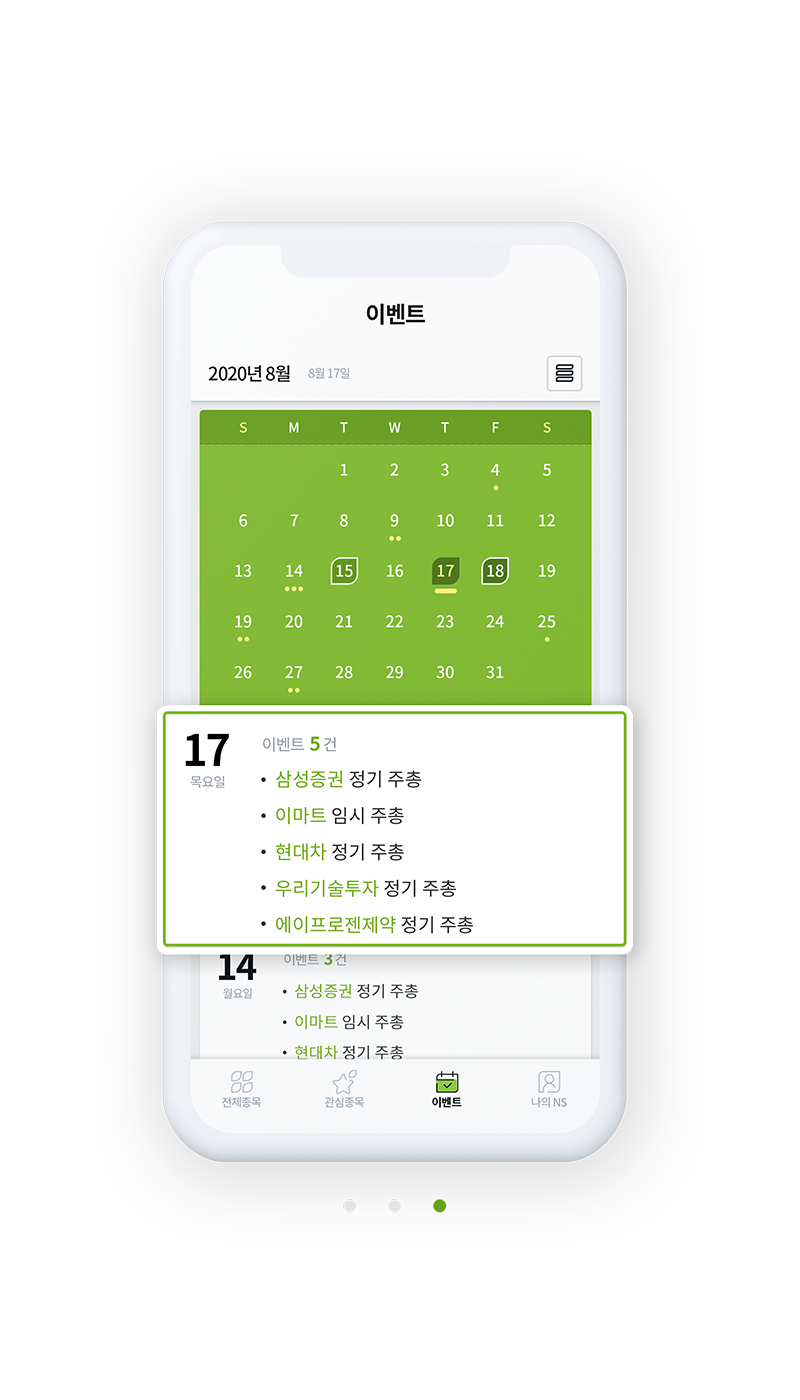 이벤트
2020년 8월 8월 17일
S M T W T F S
1 2 3 4 5
6 7 8 9 10 11 12
13 14 15 16 17 18 19
19 20 21 22 23 24 25
26 27 28 29 30 31
17 이벤트 5 건
목요일
• 삼성증권 정기 주총
• 이마트 임시 주총
• 현대차 정기 주총
• 우리기술투자 정기 주총
• 에이프로젠제약 정기 주총
14 이벤트 3 건
월요일
• 삼성증권 정기 주총
• 이마트 임시 주총
• 현대차 정기 주총
전체종목 관심종목 이벤트 나의 NS